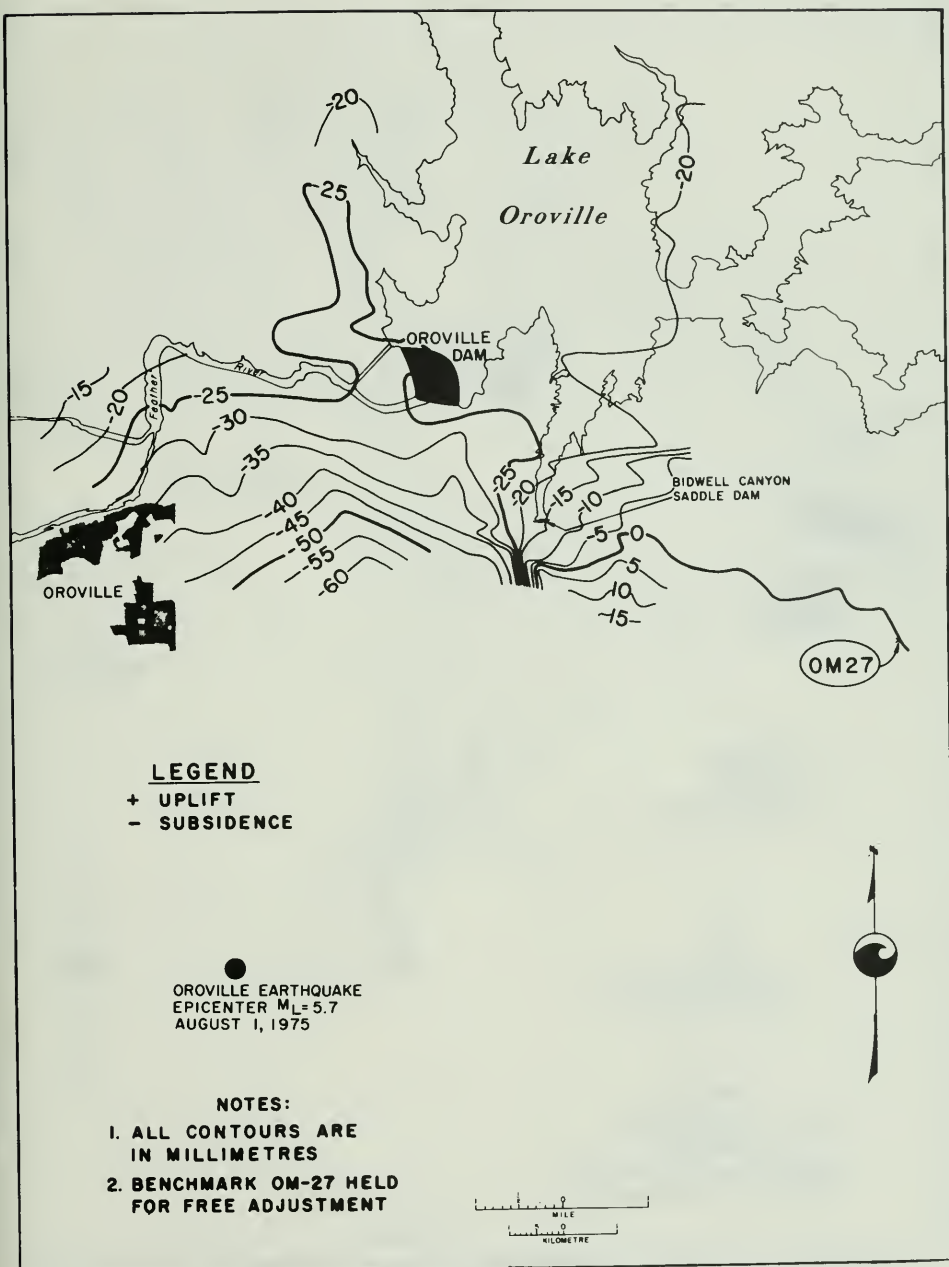 -20
Lake
Oroville
-20
-25
OROVILLE
DAM
River
Feather
-15
-20
-25
-30
-35
-40
-45
-50
-55
-60
-25
-20
-15
-10
-5
0
5
10
15
BIDWELL CANYON
SADDLE DAM
OROVILLE
OM27
LEGEND
+ UPLIFT
- SUBSIDENCE
OROVILLE EARTHQUAKE
EPICENTER ML=5.7
AUGUST 1, 1975
NOTES:
1. ALL CONTOURS ARE
IN MILLIMETRES
2. BENCHMARK OM-27 HELD
FOR FREE ADJUSTMENT
0
MILE
.5 0
KILOMETRE